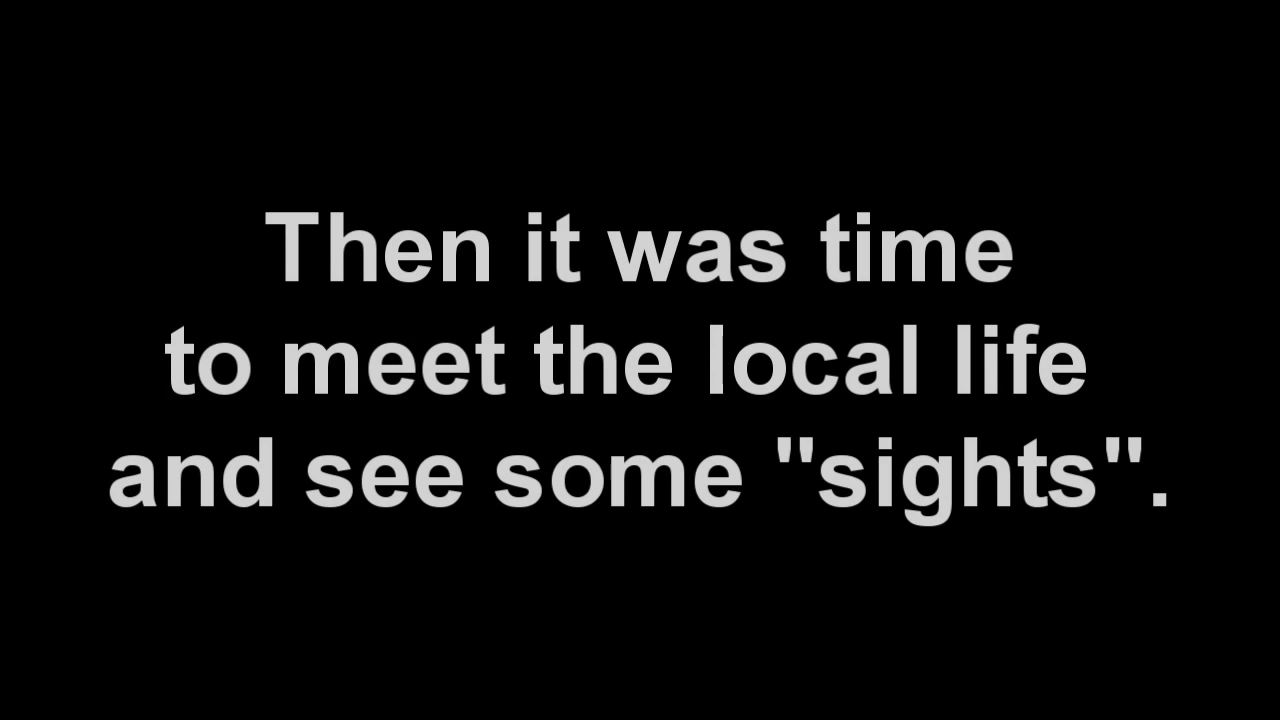 Then it was time
to meet the local life
and see some "sights".